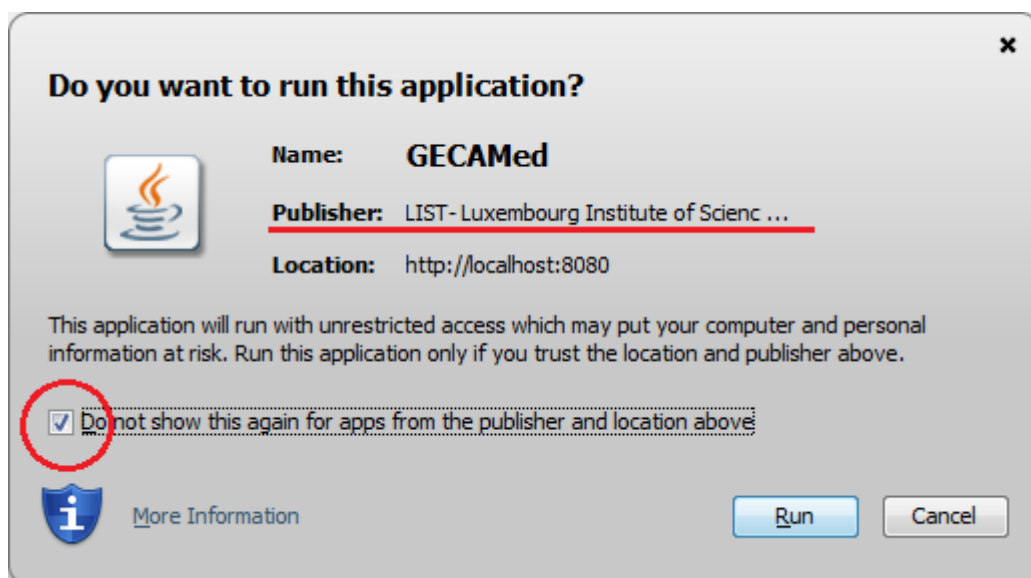 Do you want to run this application?
Name: GECAMed
Publisher: LIST-Luxembourg Institute of Scienc ...
Location: http://localhost:8080
This application will run with unrestricted access which may put your computer and personal
information at risk. Run this application only if you trust the location and publisher above.
Do not show this again for apps from the publisher and location above
More Information
Run
Cancel